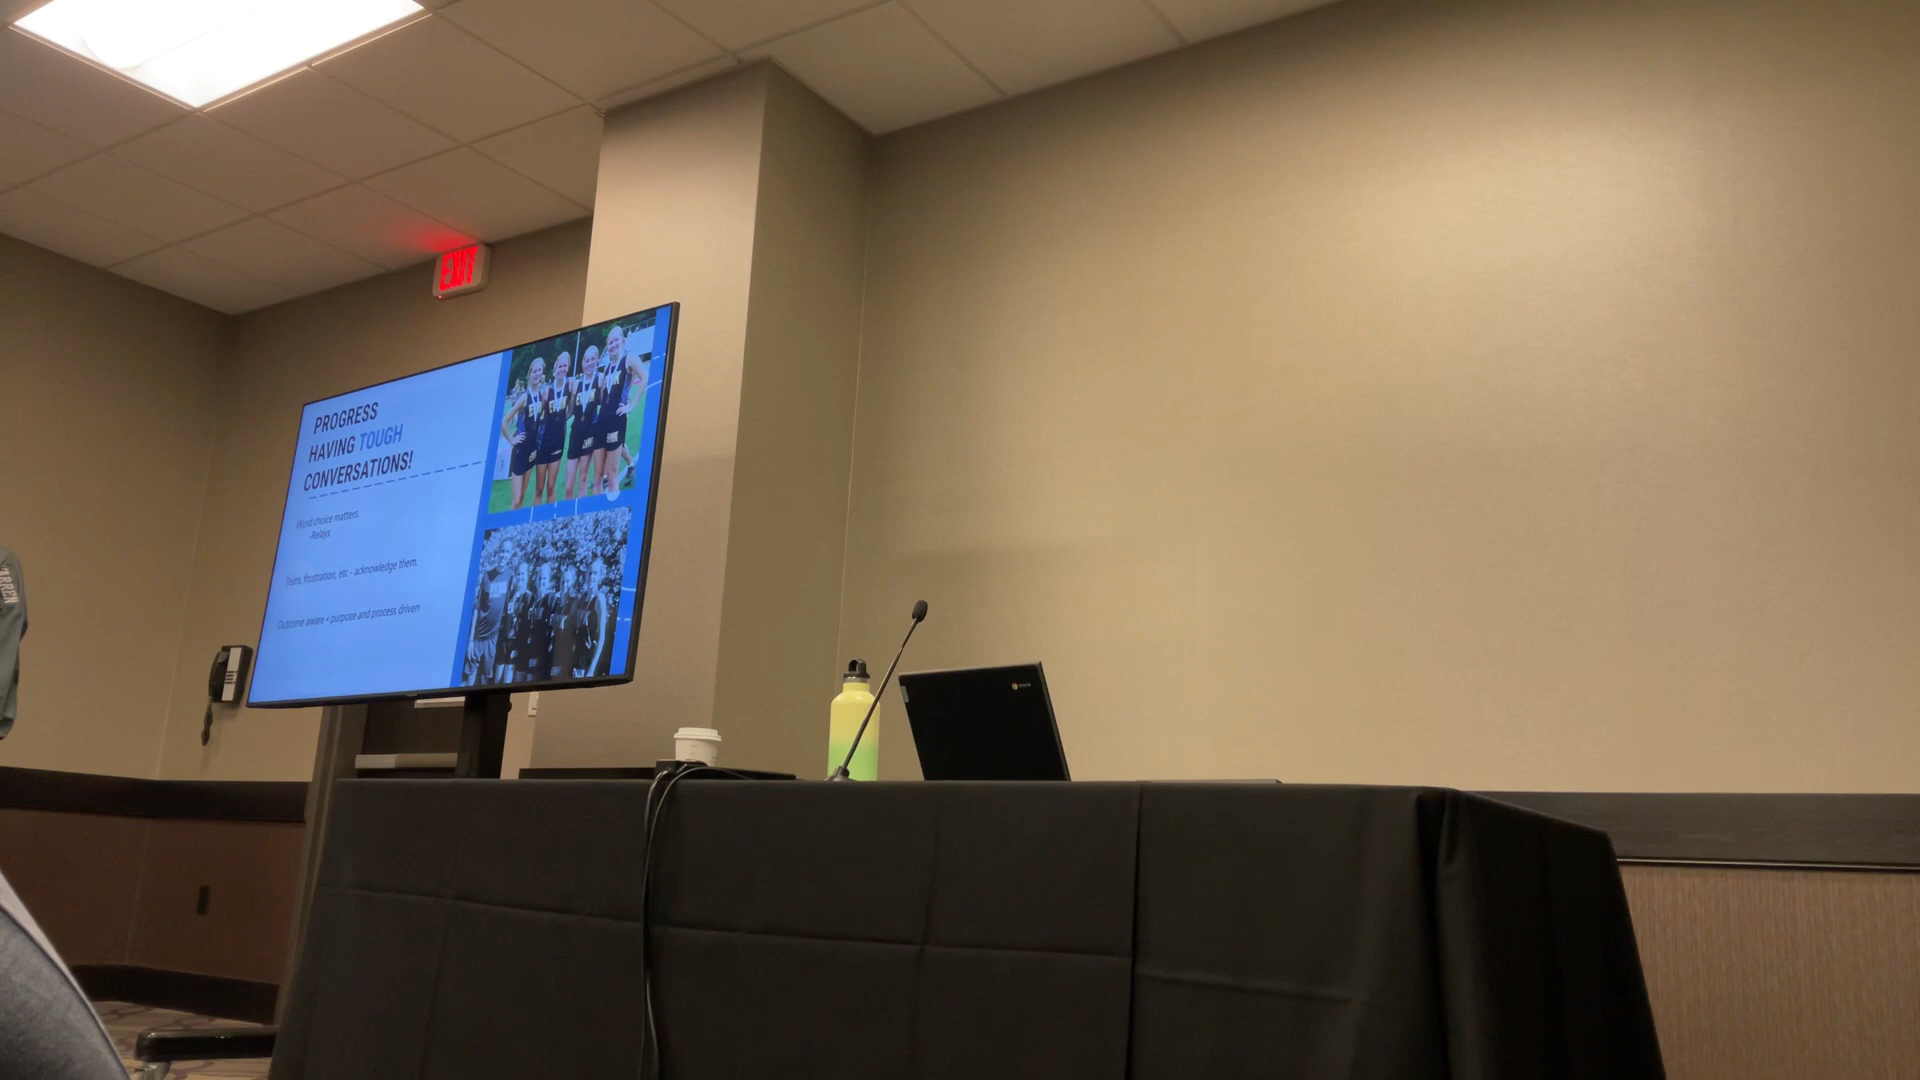 EXIT
PROGRESS
HAVING TOUGH
CONVERSATIONS!
Word choice matters
-Relays
Tears, frustration, etc - acknowledge them.
Outcome aware < purpose and process driven